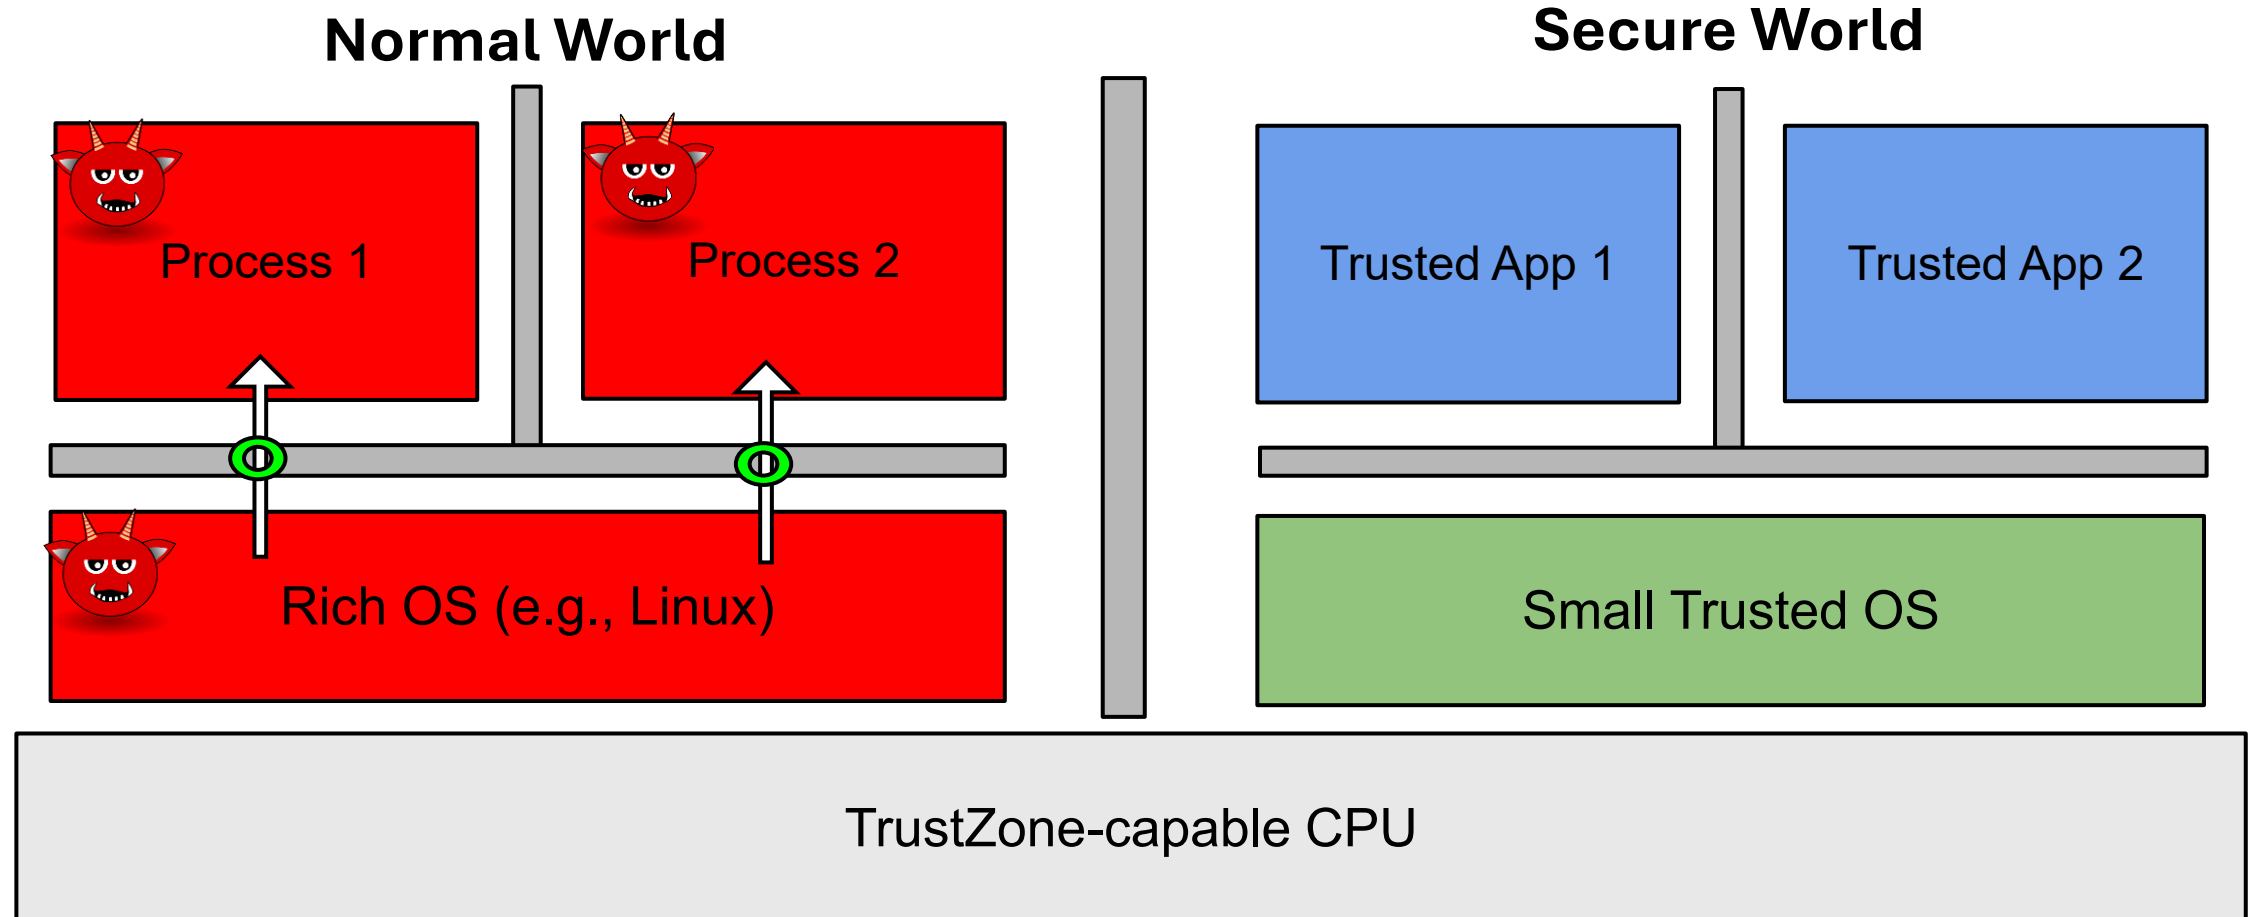 Normal World
Secure World
Process 1
Process 2
Trusted App 1
Trusted App 2
Rich OS (e.g., Linux)
Small Trusted OS
TrustZone-capable CPU